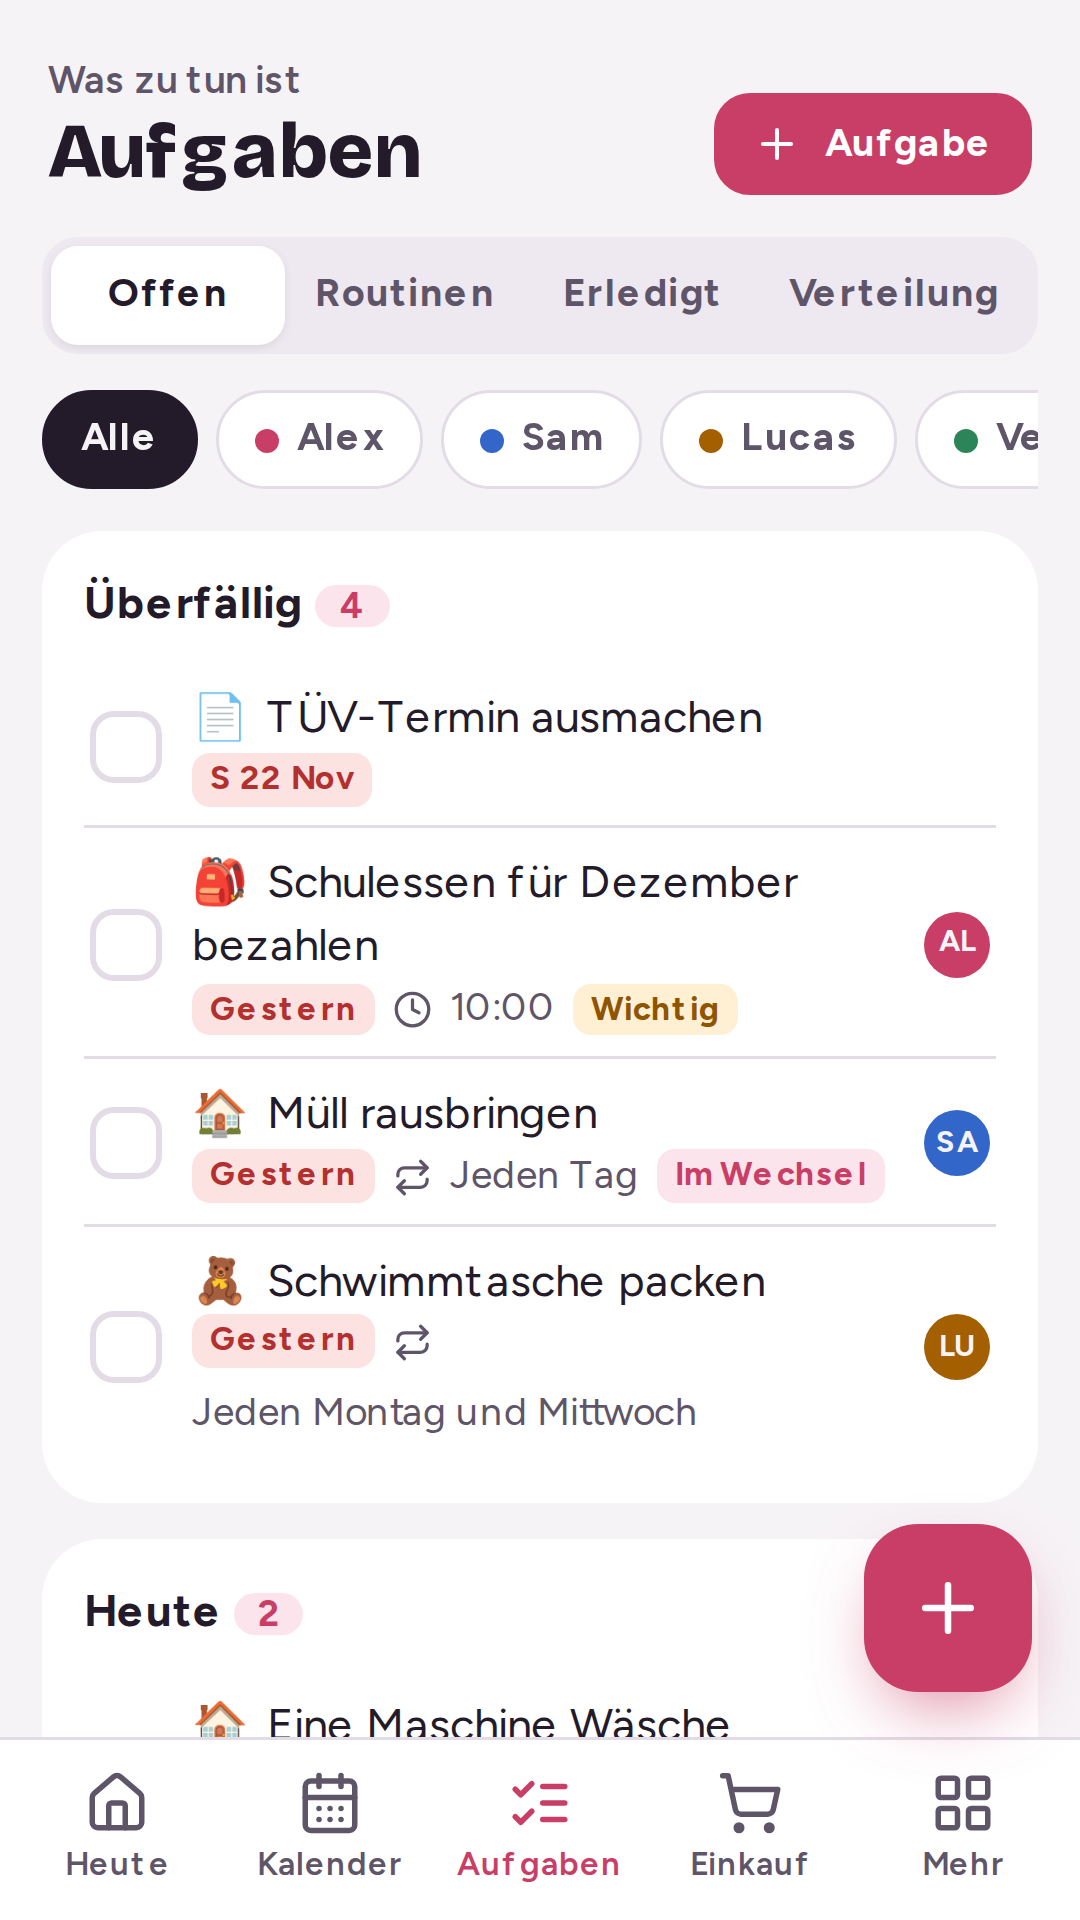 Was zu tun ist
Aufgaben
Aufgabe
Offen Routinen Erledigt Verteilung
Alle Alex Sam Lucas Ve
Überfällig 4
TÜV-Termin ausmachen
S 22 Nov
Schulessen für Dezember
bezahlen
AL
Gestern 10:00 Wichtig
Müll rausbringen
SA
Gestern Jeden Tag Im Wechsel
Schwimmtasche packen
Gestern
LU
Jeden Montag und Mittwoch
Heute 2
Eine Maschine Wäsche
Heute Kalender Aufgaben Einkauf Mehr